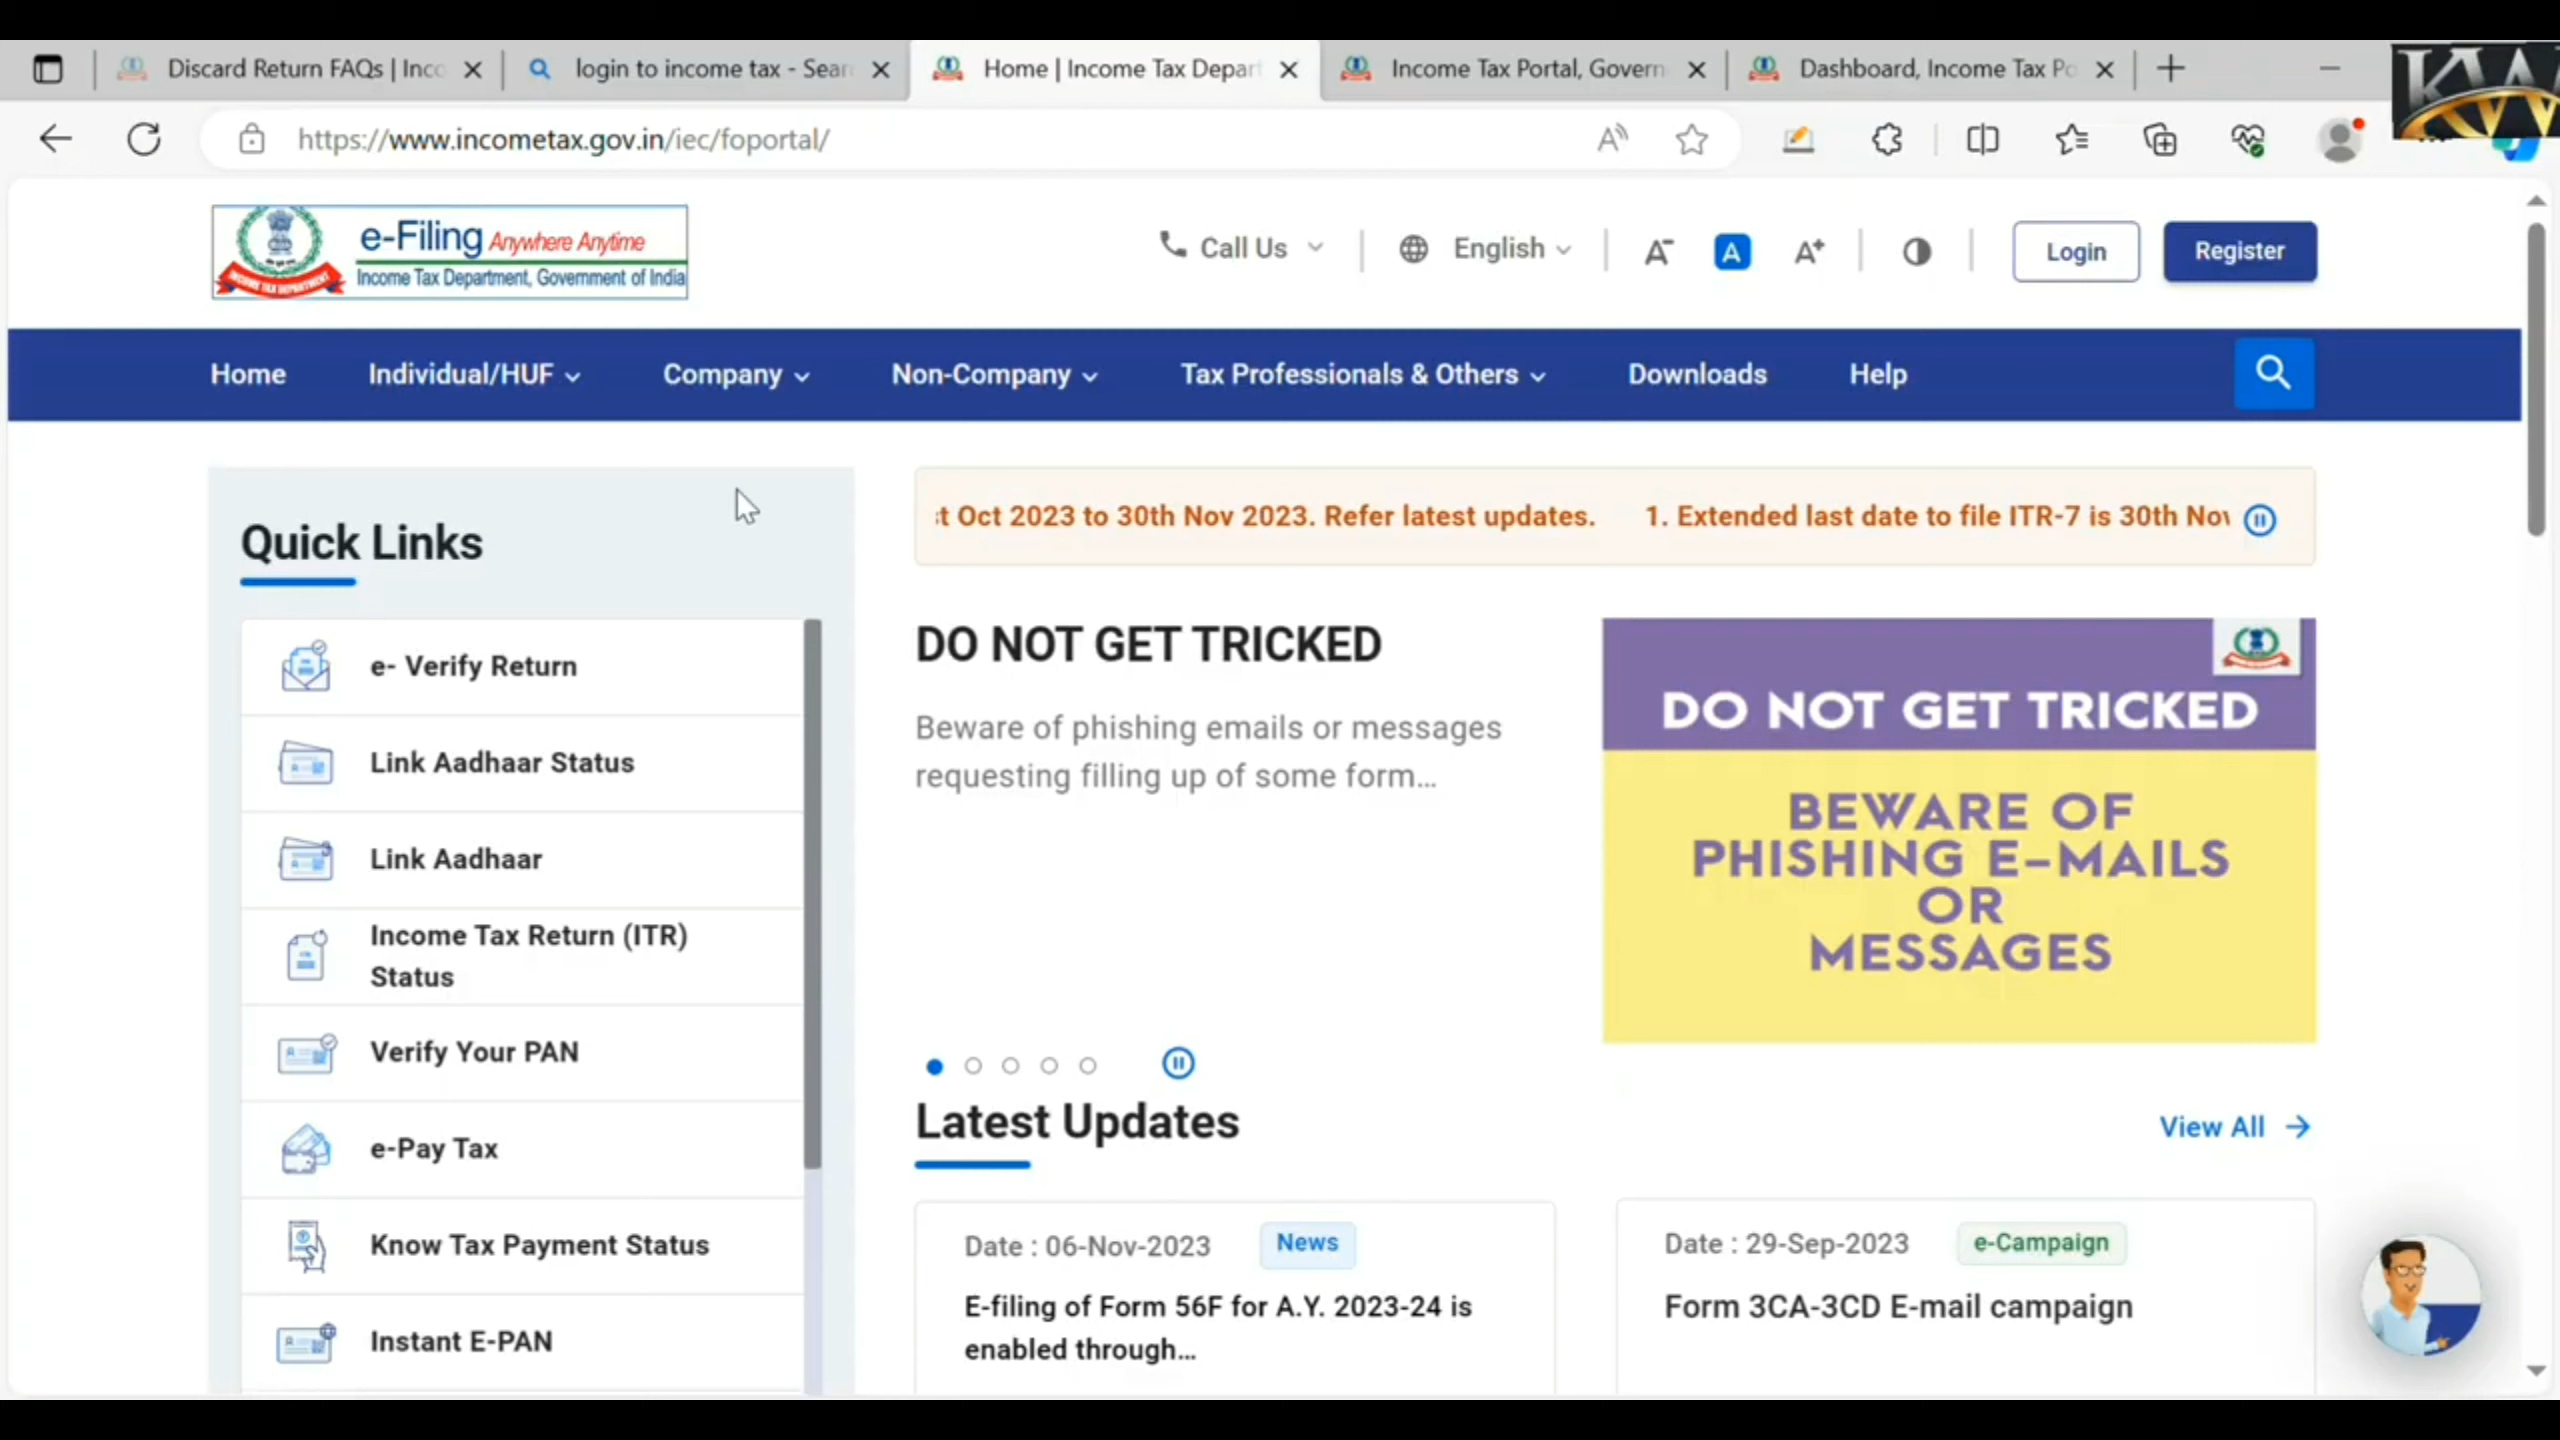 Discard Return FAQs | Inco
login to income tax - Sear
Home | Income Tax Depar
Income Tax Portal, Govern
Dashboard, Income Tax Po
KW
https://www.incometax.gov.in/iec/foportal/
e-Filing Anywhere Anytime
Income Tax Department, Government of India
INCOME TAX DEPARTMENT
Call Us
English
A-
A
A+
Login
Register
Home
Individual/HUF
Company
Non-Company
Tax Professionals & Others
Downloads
Help
Quick Links
e- Verify Return
Link Aadhaar Status
Link Aadhaar
Income Tax Return (ITR)
Status
Verify Your PAN
e-Pay Tax
Know Tax Payment Status
Instant E-PAN
t Oct 2023 to 30th Nov 2023. Refer latest updates. 1. Extended last date to file ITR-7 is 30th Nov
DO NOT GET TRICKED
Beware of phishing emails or messages
requesting filling up of some form...
DO NOT GET TRICKED
BEWARE OF
PHISHING E-MAILS
OR
MESSAGES
Latest Updates
View All
Date : 06-Nov-2023 News
E-filing of Form 56F for A.Y. 2023-24 is
enabled through...
Date : 29-Sep-2023 e-Campaign
Form 3CA-3CD E-mail campaign